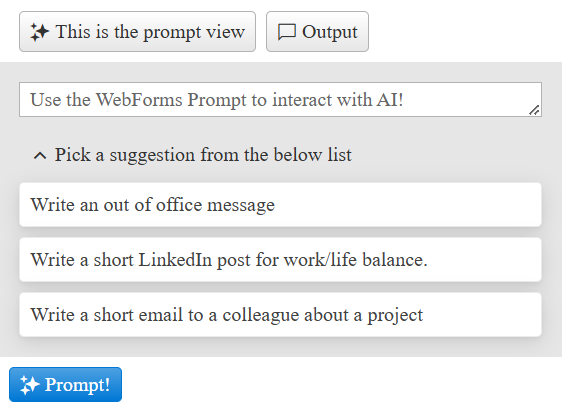 This is the prompt view
Output
Use the WebForms Prompt to interact with AI!
Pick a suggestion from the below list
Write an out of office message
Write a short LinkedIn post for work/life balance.
Write a short email to a colleague about a project
Prompt!